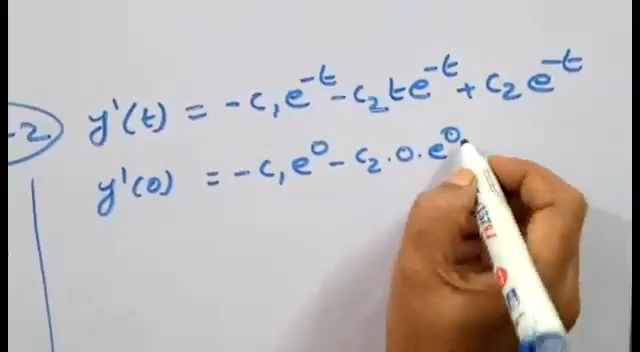 -2 y'(t) = -c₁e^{-t} - c₂te^{-t} + c₂e^{-t}
y'(0) = -c₁e⁰ - c₂.0.e⁰